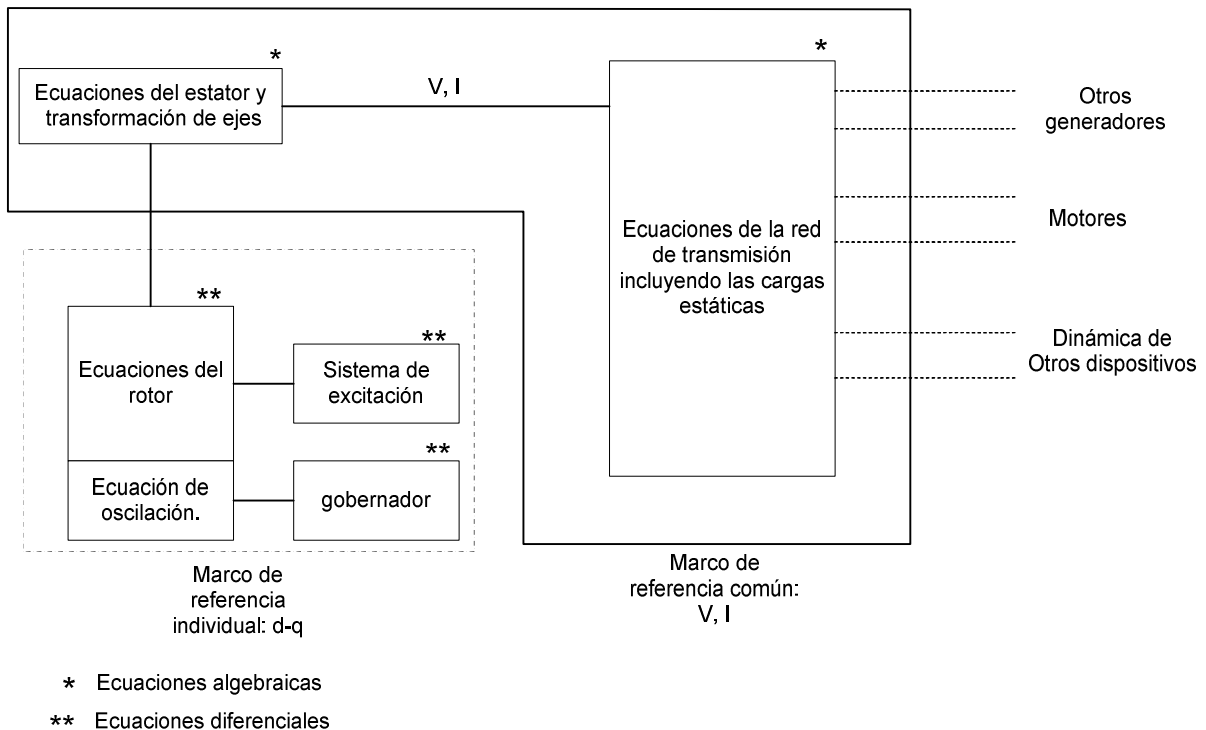 *
Ecuaciones del estator y
transformación de ejes
V, I
*
Ecuaciones de la red
de transmisión
incluyendo las cargas
estáticas
Otros
generadores
Motores
Dinámica de
Otros dispositivos
**
Ecuaciones del
rotor
**
Sistema de
excitación
Ecuación de
oscilación.
**
gobernador
Marco de
referencia
individual: d-q
Marco de
referencia común:
V, I
* Ecuaciones algebraicas
** Ecuaciones diferenciales